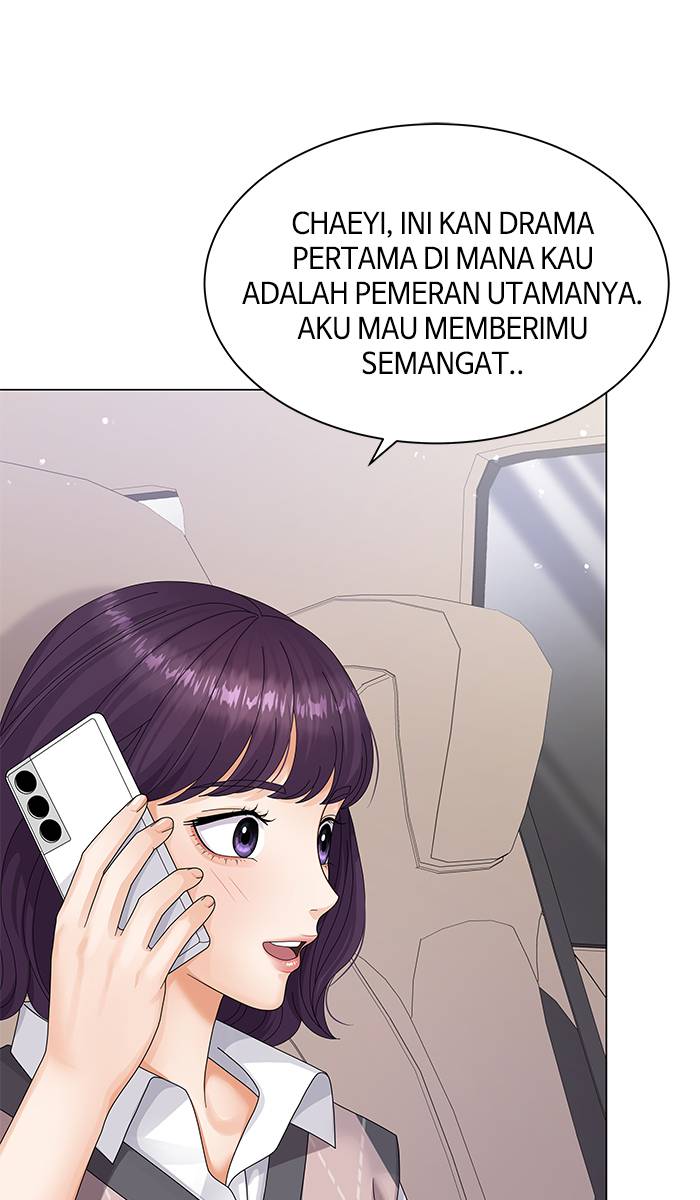 CHAEYI, INI KAN DRAMA
PERTAMA DI MANA KAU
ADALAH PEMERAN UTAMANYA.
AKU MAU MEMBERIMU
SEMANGAT..